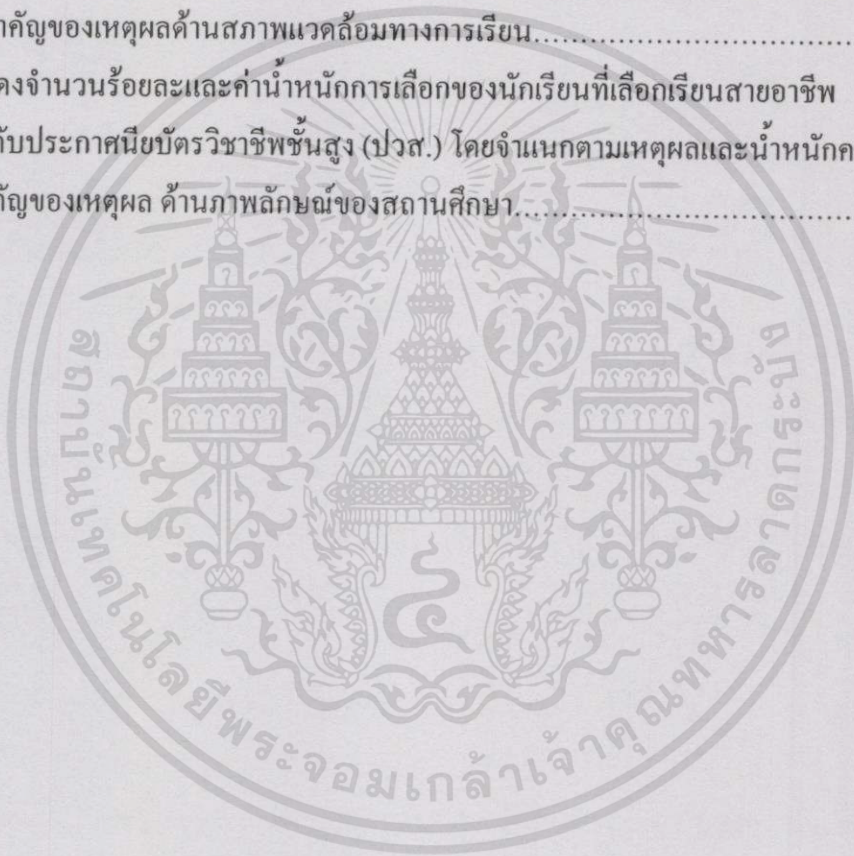 าคัญของเหตุผลด้านสภาพแวดล้อมทางการเรียน................................
ดงจำนวนร้อยละและค่าน้ำหนักการเลือกของนักเรียนที่เลือกเรียนสายอาชีพ
ับประกาศนียบัตรวิชาชีพชั้นสูง (ปวส.) โดยจำแนกตามเหตุผลและน้ำหนักค
ัญของเหตุผล ด้านภาพลักษณ์ของสถานศึกษา..................................
สถาบันเทคโนโลยีพระจอมเกล้าเจ้าคุณทหารลาดกระบัง